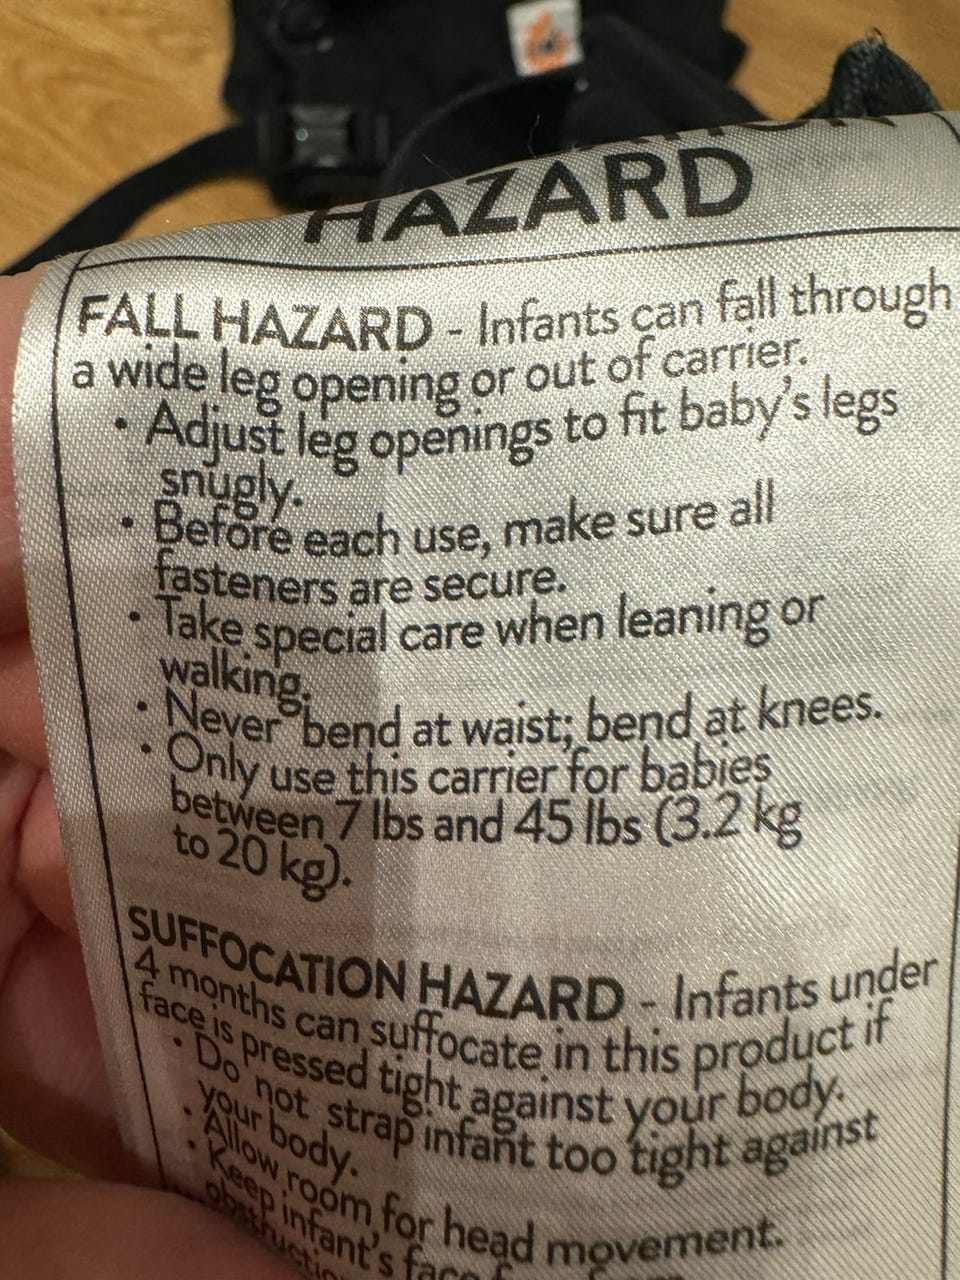 HAZARD
FALL HAZARD - Infants can fall through
a wide leg opening or out of carrier.
• Adjust leg openings to fit baby's legs
snugly.
• Before each use, make sure all
fasteners are secure.
• Take special care when leaning or
walking.
• Never bend at waist; bend at knees.
• Only use this carrier for babies
between 7 lbs and 45 lbs (3.2 kg
to 20 kg).
SUFFOCATION HAZARD - Infants under
4 months can suffocate in this product if
face is pressed tight against your body.
• Do not strap infant too tight against
your body.
• Allow room for head movement.
• Keep infant's face